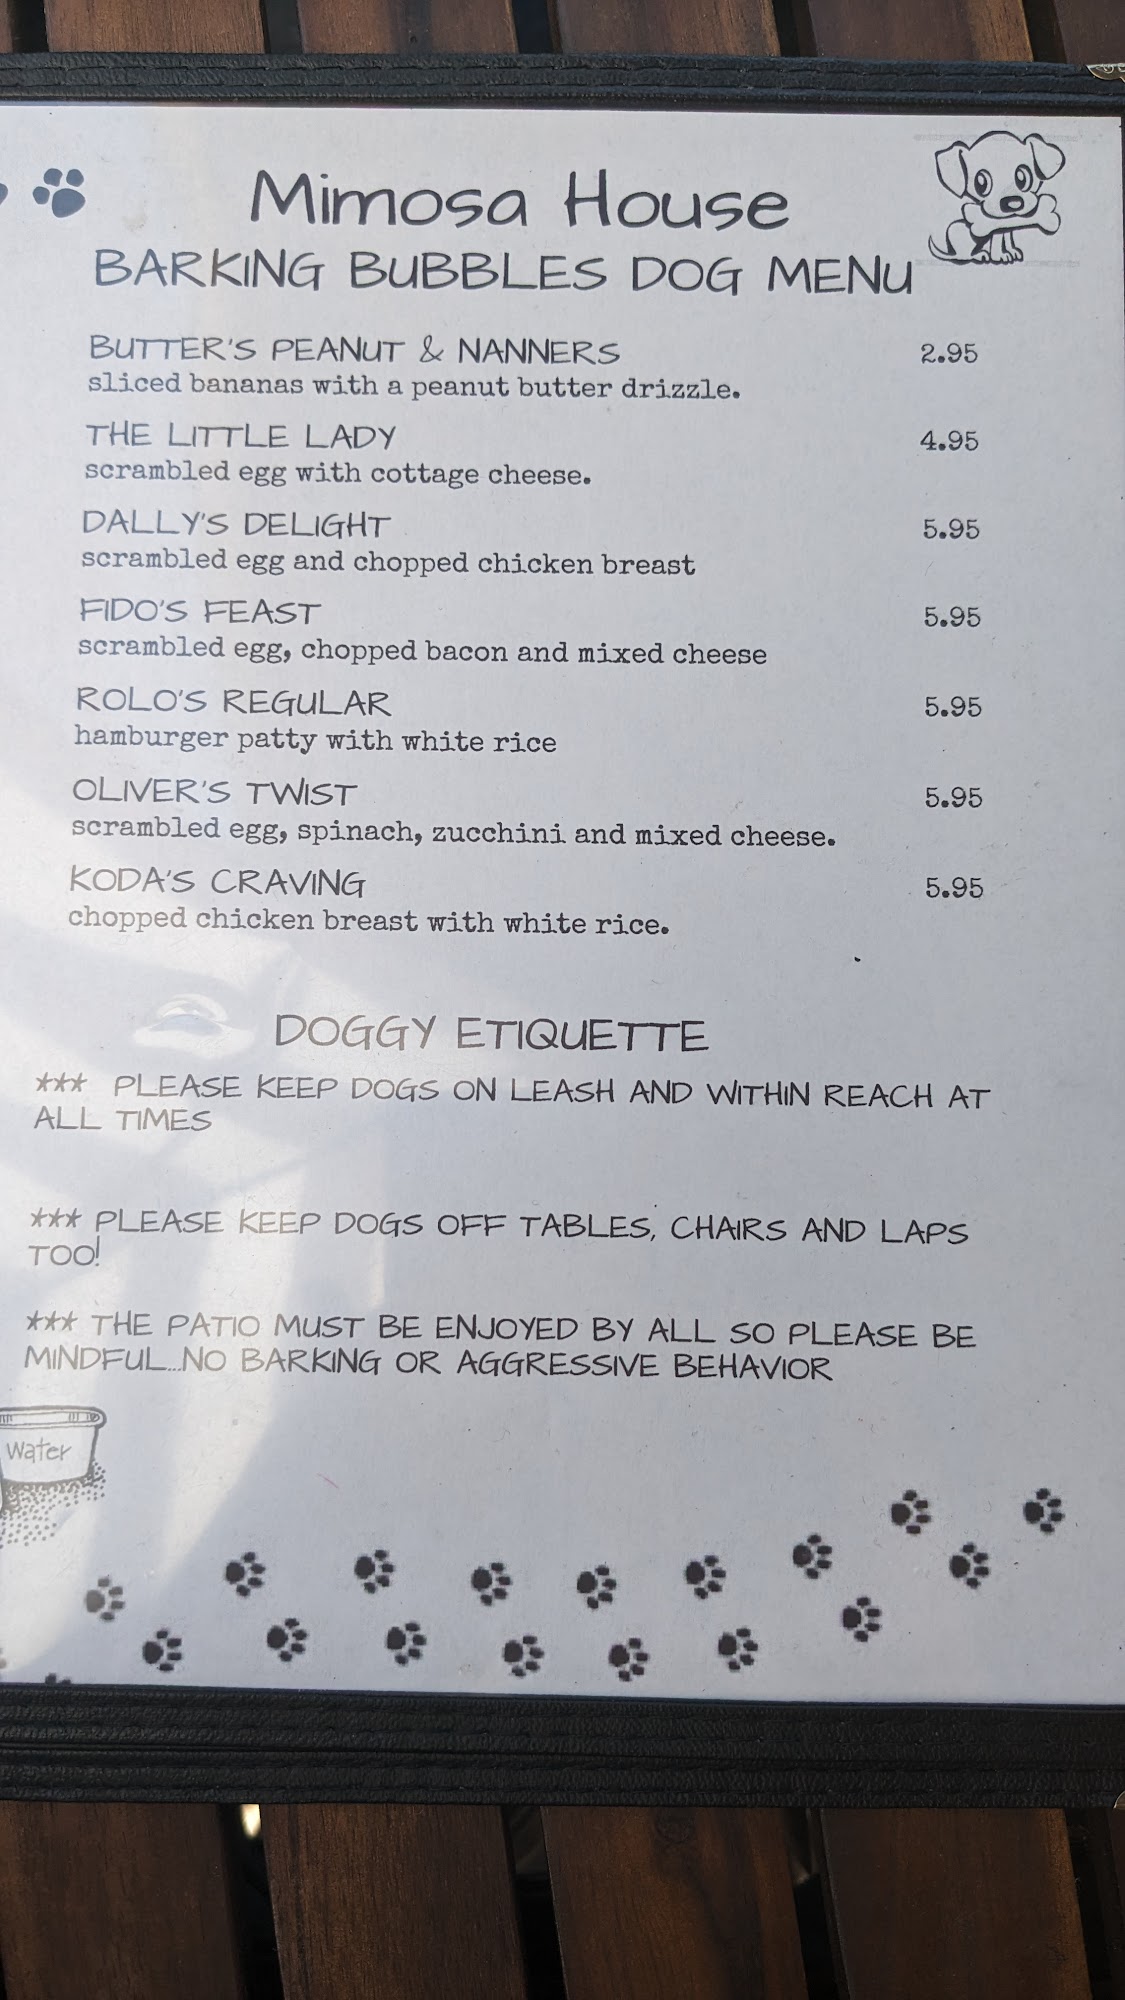 Mimosa House
BARKING BUBBLES DOG MENU
BUTTER'S PEANUT & NANNERS 2.95
sliced bananas with a peanut butter drizzle.
THE LITTLE LADY 4.95
scrambled egg with cottage cheese.
DALLY'S DELIGHT 5.95
scrambled egg and chopped chicken breast
FIDO'S FEAST 5.95
scrambled egg, chopped bacon and mixed cheese
ROLO'S REGULAR 5.95
hamburger patty with white rice
OLIVER'S TWIST 5.95
scrambled egg, spinach, zucchini and mixed cheese.
KODA'S CRAVING 5.95
chopped chicken breast with white rice.
DOGGY ETIQUETTE
*** PLEASE KEEP DOGS ON LEASH AND WITHIN REACH AT
ALL TIMES
*** PLEASE KEEP DOGS OFF TABLES, CHAIRS AND LAPS
TOO!
*** THE PATIO MUST BE ENJOYED BY ALL SO PLEASE BE
MINDFUL...NO BARKING OR AGGRESSIVE BEHAVIOR
Water